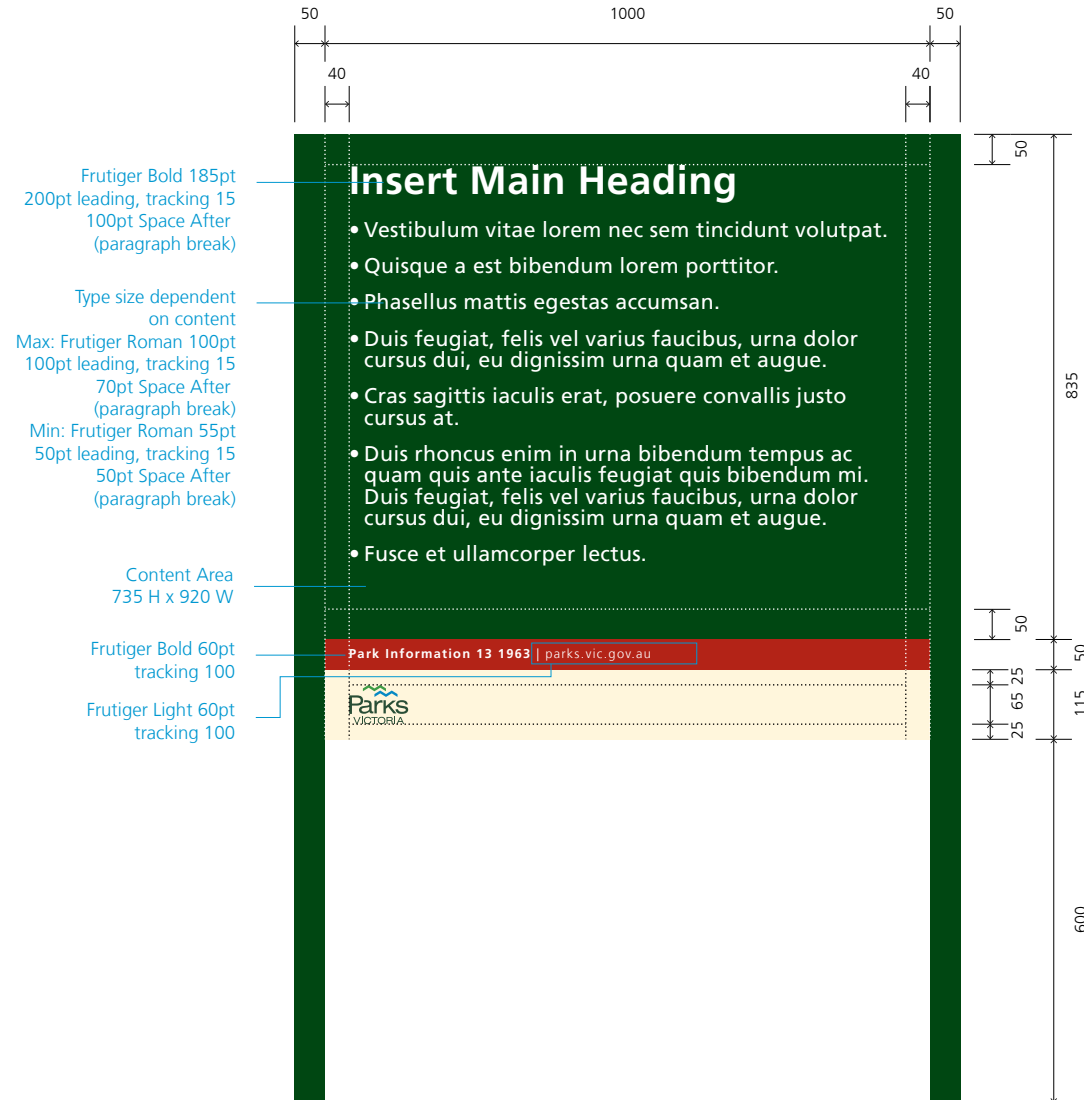 50 1000 50
40 40
50
Frutiger Bold 185pt
200pt leading, tracking 15
100pt Space After
(paragraph break)
Insert Main Heading
• Vestibulum vitae lorem nec sem tincidunt volutpat.
• Quisque a est bibendum lorem porttitor.
• Phasellus mattis egestas accumsan.
• Duis feugiat, felis vel varius faucibus, urna dolor
cursus dui, eu dignissim urna quam et augue.
• Cras sagittis iaculis erat, posuere convallis justo
cursus at.
• Duis rhoncus enim in urna bibendum tempus ac
quam quis ante iaculis feugiat quis bibendum mi.
Duis feugiat, felis vel varius faucibus, urna dolor
cursus dui, eu dignissim urna quam et augue.
• Fusce et ullamcorper lectus.
Type size dependent
on content
Max: Frutiger Roman 100pt
100pt leading, tracking 15
70pt Space After
(paragraph break)
Min: Frutiger Roman 55pt
50pt leading, tracking 15
50pt Space After
(paragraph break)
835
Content Area
735 H x 920 W
50
Frutiger Bold 60pt
tracking 100
Park Information 13 1963 | parks.vic.gov.au
50
Frutiger Light 60pt
tracking 100
Parks
VICTORIA
25
65
25
115
600